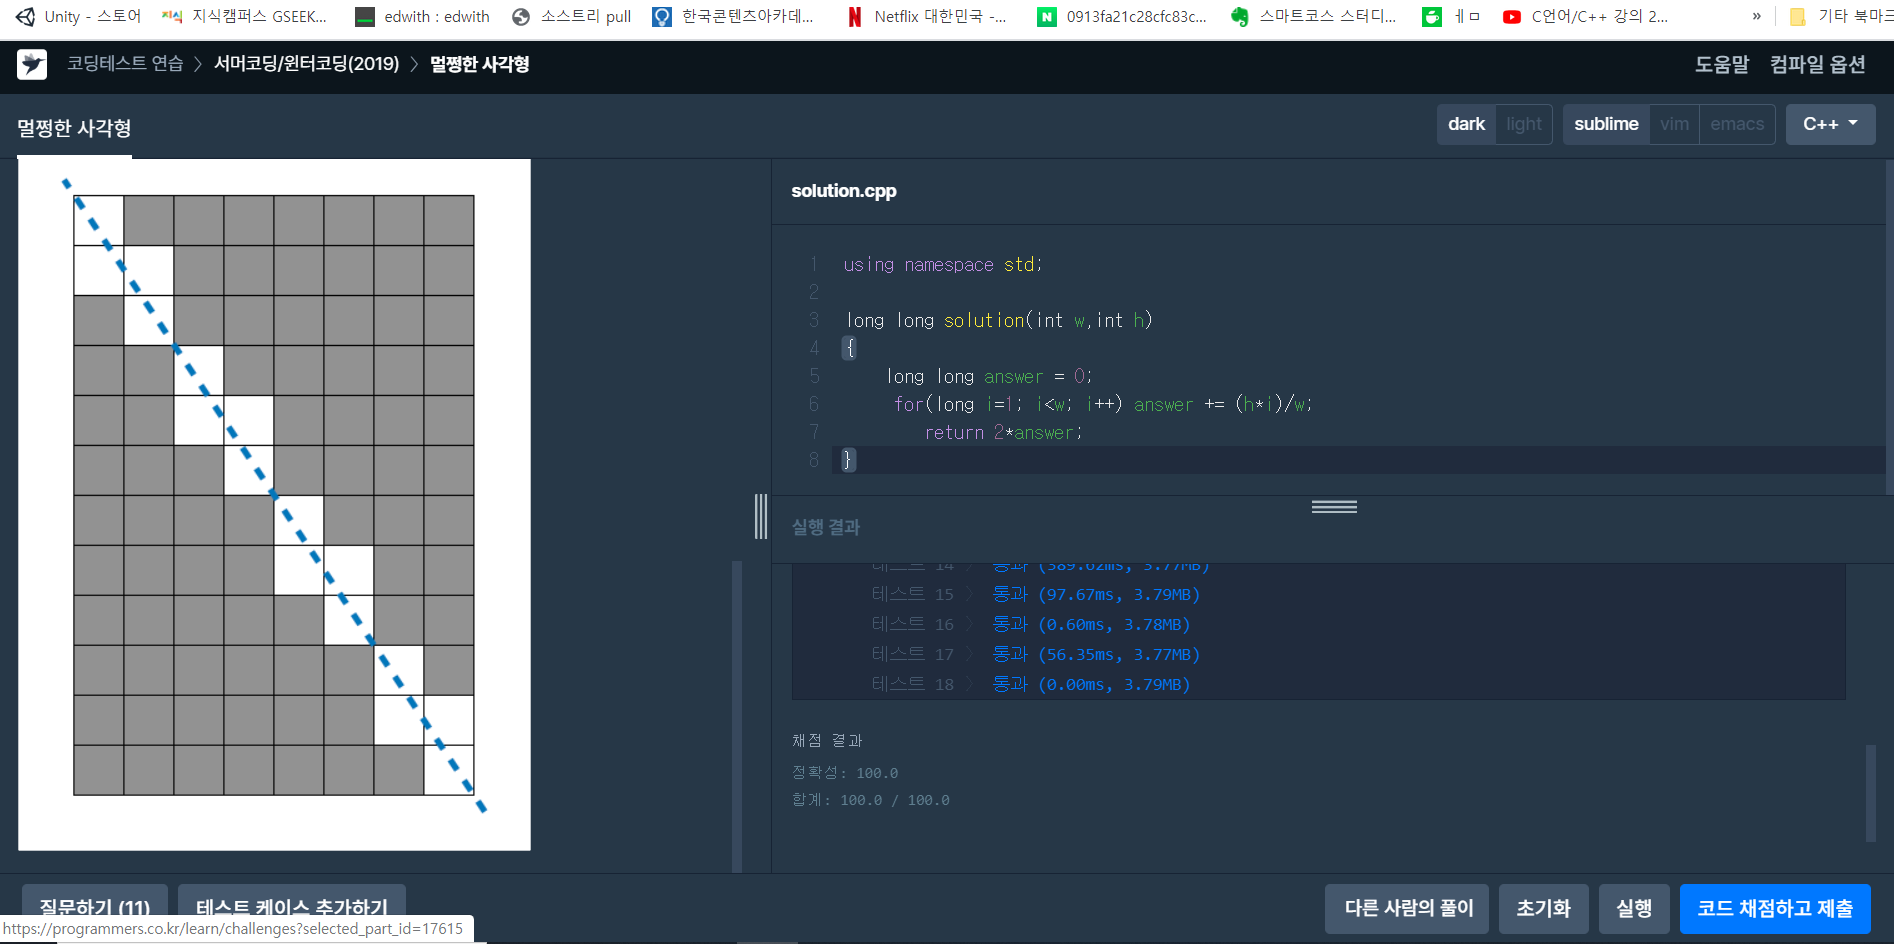 Unity - 스토어 지식캠퍼스 GSEEK... edwith : edwith 소스트리 pull 한국콘텐츠아카데... Netflix 대한민국 -... 0913fa21c28cfc83c... 스마트코스 스터디... ㅔㅁ C언어/C++ 강의 2... » 기타 북마크
코딩테스트 연습 > 서머코딩/윈터코딩(2019) > 멀쩡한 사각형 도움말 컴파일 옵션
멀쩡한 사각형 dark light sublime vim emacs C++
solution.cpp
1 using namespace std;
2
3 long long solution(int w,int h)
4 {
5 long long answer = 0;
6 for(long i=1; i<w; i++) answer += (h*i)/w;
7 return 2*answer;
8 }
실행 결과
테스트 14 > 통과 (389.62ms, 3.77MB)
테스트 15 > 통과 (97.67ms, 3.79MB)
테스트 16 > 통과 (0.60ms, 3.78MB)
테스트 17 > 통과 (56.35ms, 3.77MB)
테스트 18 > 통과 (0.00ms, 3.79MB)
채점 결과
정확성: 100.0
합계: 100.0 / 100.0
질문하기 (11) 테스트 케이스 추가하기 다른 사람의 풀이 초기화 실행 코드 채점하고 제출
https://programmers.co.kr/learn/challenges?selected_part_id=17615